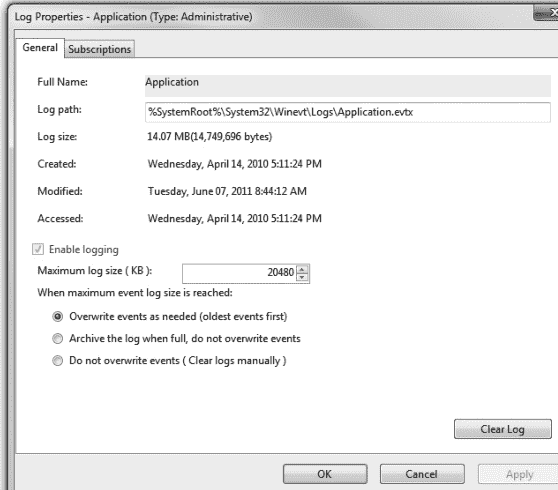 Log Properties - Application (Type: Administrative)
General Subscriptions
Full Name: Application
Log path: %SystemRoot%\System32\Winevt\Logs\Application.evtx
Log size: 14.07 MB(14,749,696 bytes)
Created: Wednesday, April 14, 2010 5:11:24 PM
Modified: Tuesday, June 07, 2011 8:44:12 AM
Accessed: Wednesday, April 14, 2010 5:11:24 PM
Enable logging
Maximum log size ( KB ): 20480
When maximum event log size is reached:
Overwrite events as needed (oldest events first)
Archive the log when full, do not overwrite events
Do not overwrite events ( Clear logs manually )
Clear Log
OK Cancel Apply